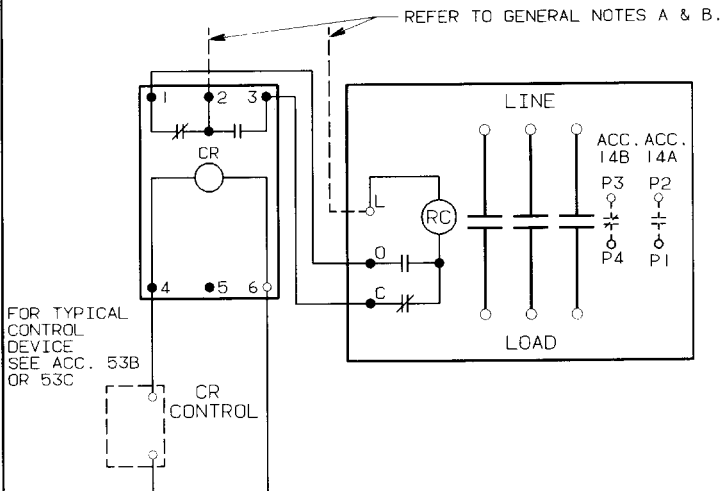 REFER TO GENERAL NOTES A & B.
1 2 3
CR
4 5 6
LINE
ACC. ACC.
14B 14A
P3 P2
L
RC
O
C
P4 P1
LOAD
FOR TYPICAL
CONTROL
DEVICE
SEE ACC. 53B
OR 53C
CR
CONTROL